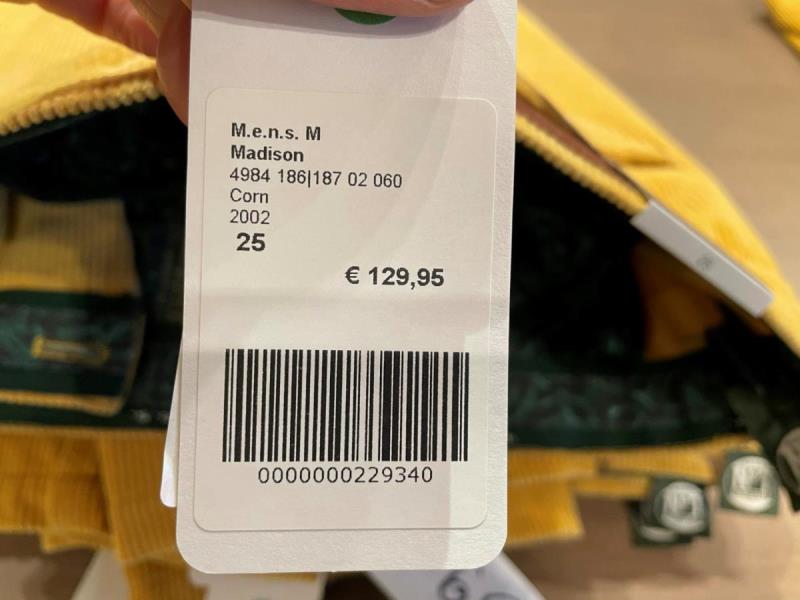 M.e.n.s. M
Madison
4984 186|187 02 060
Corn
2002
25
€ 129,95
0000000229340